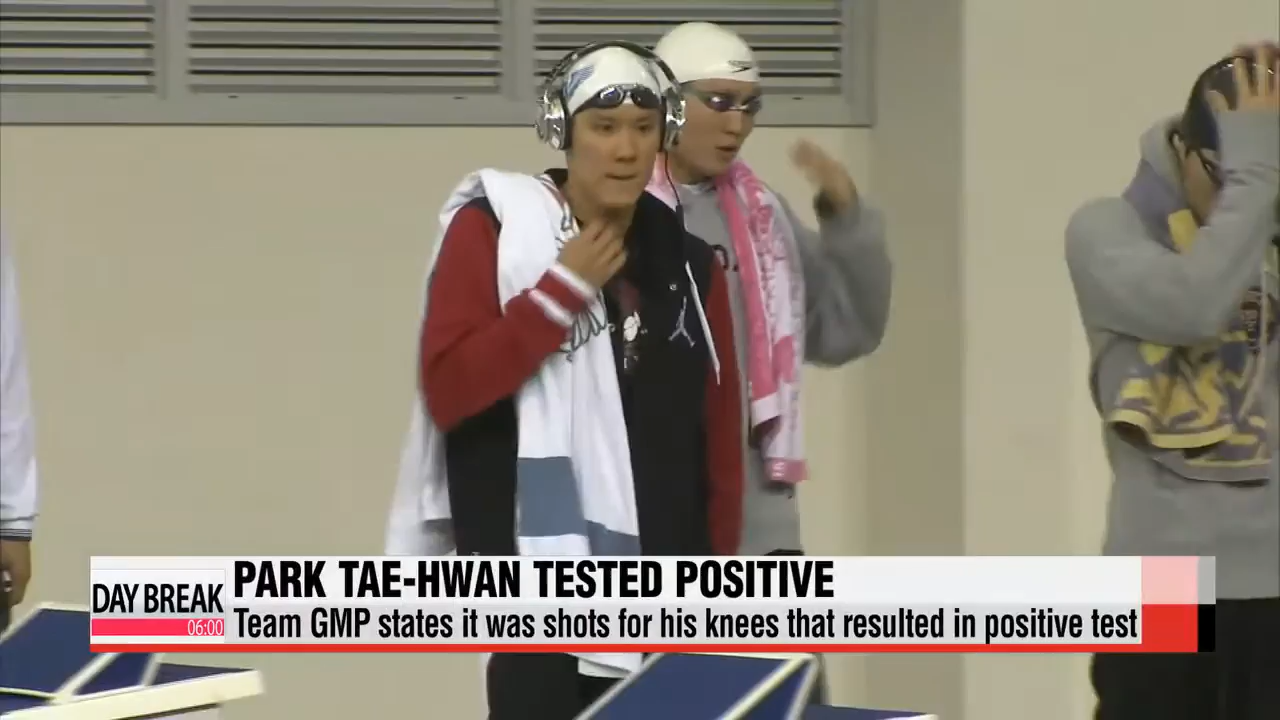 PARK TAE-HWAN TESTED POSITIVE
DAY BREAK
06:00
Team GMP states it was shots for his knees that resulted in positive test